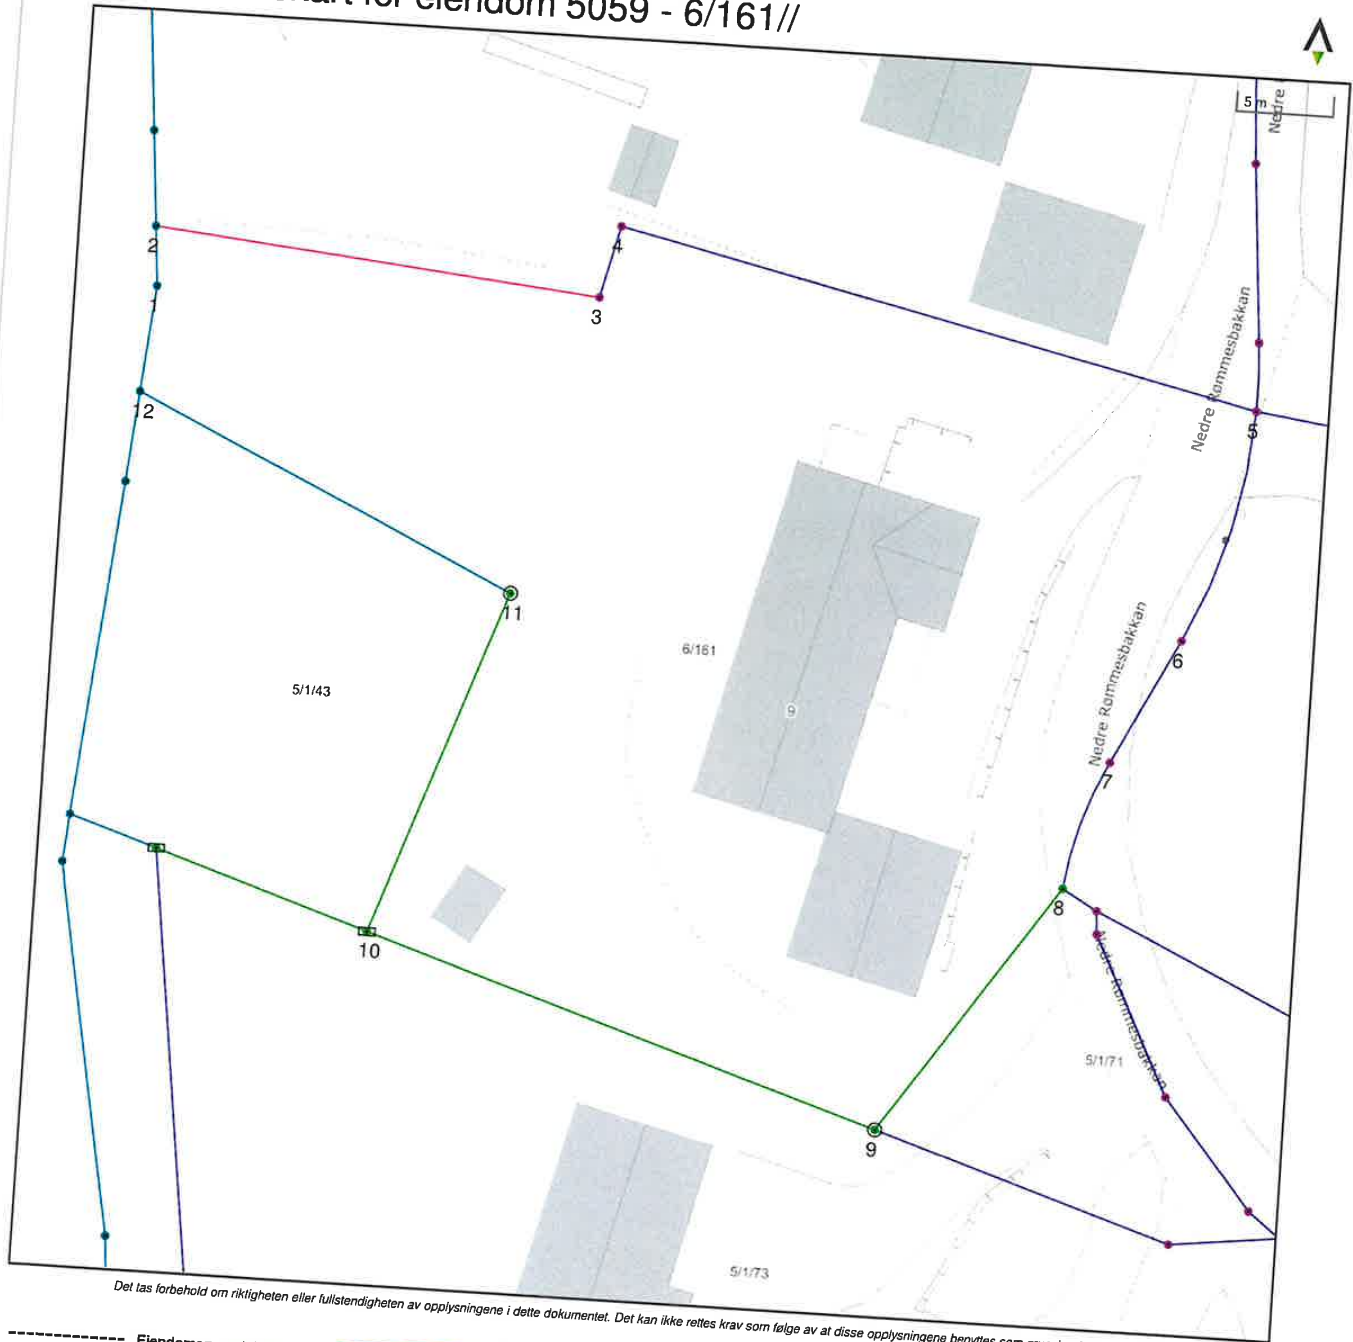 for eiendom 5059 - 6/161//
5 m
Nedre
2
1
4
3
12
Nedre Rømmesbakkan
5
11
6/161
6
5/1/43
9
Nedre Rømmesbakkan
7
8
10
Nedre Rømmesbakkan
5/1/71
9
5/1/73
Det tas forbehold om riktigheten eller fullstendigheten av opplysningene i dette dokumentet. Det kan ikke rettes krav som følge av at disse opplysningene benyttes som